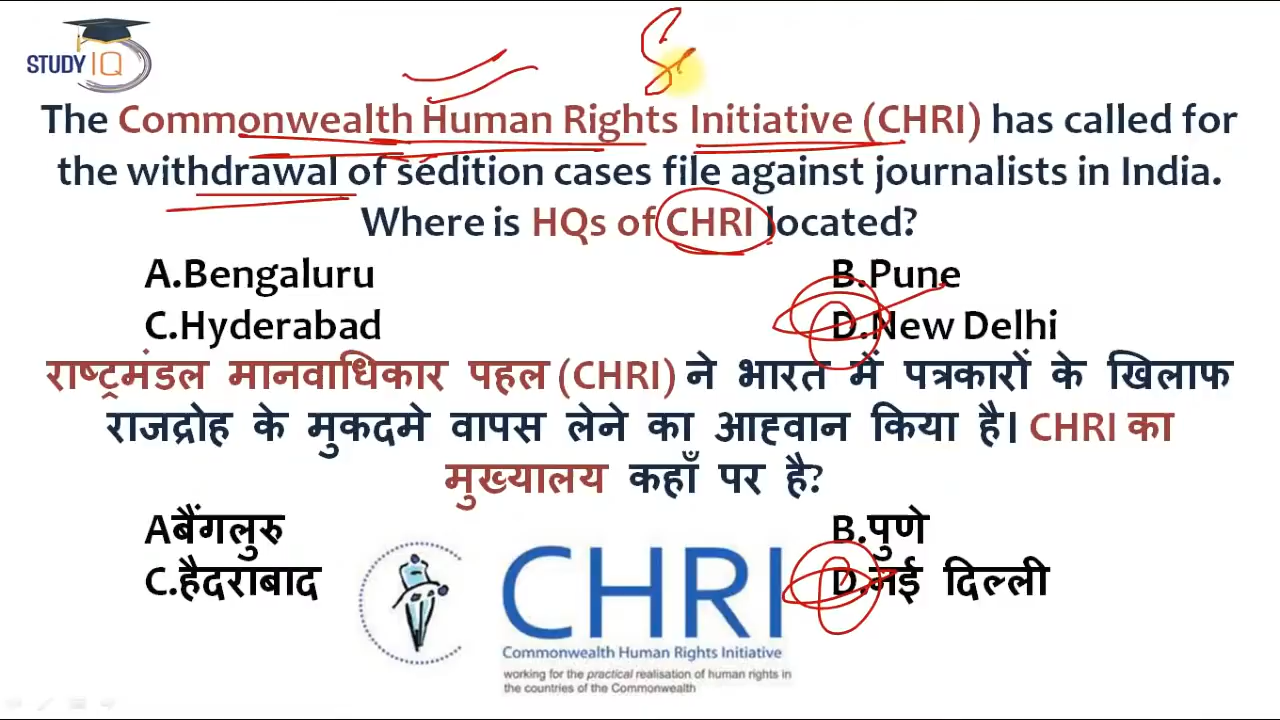 STUDY IQ
The Commonwealth Human Rights Initiative (CHRI) has called for
the withdrawal of sedition cases file against journalists in India.
Where is HQs of CHRI located?
A.Bengaluru B.Pune
C.Hyderabad D.New Delhi
राष्ट्रमंडल मानवाधिकार पहल (CHRI) ने भारत में पत्रकारों के खिलाफ
राजद्रोह के मुकदमे वापस लेने का आह्वान किया है। CHRI का
मुख्यालय कहाँ पर है?
Aबैंगलुरु B.पुणे
C.हैदराबाद D.नई दिल्ली
CHRI
Commonwealth Human Rights Initiative
working for the practical realisation of human rights in
the countries of the Commonwealth